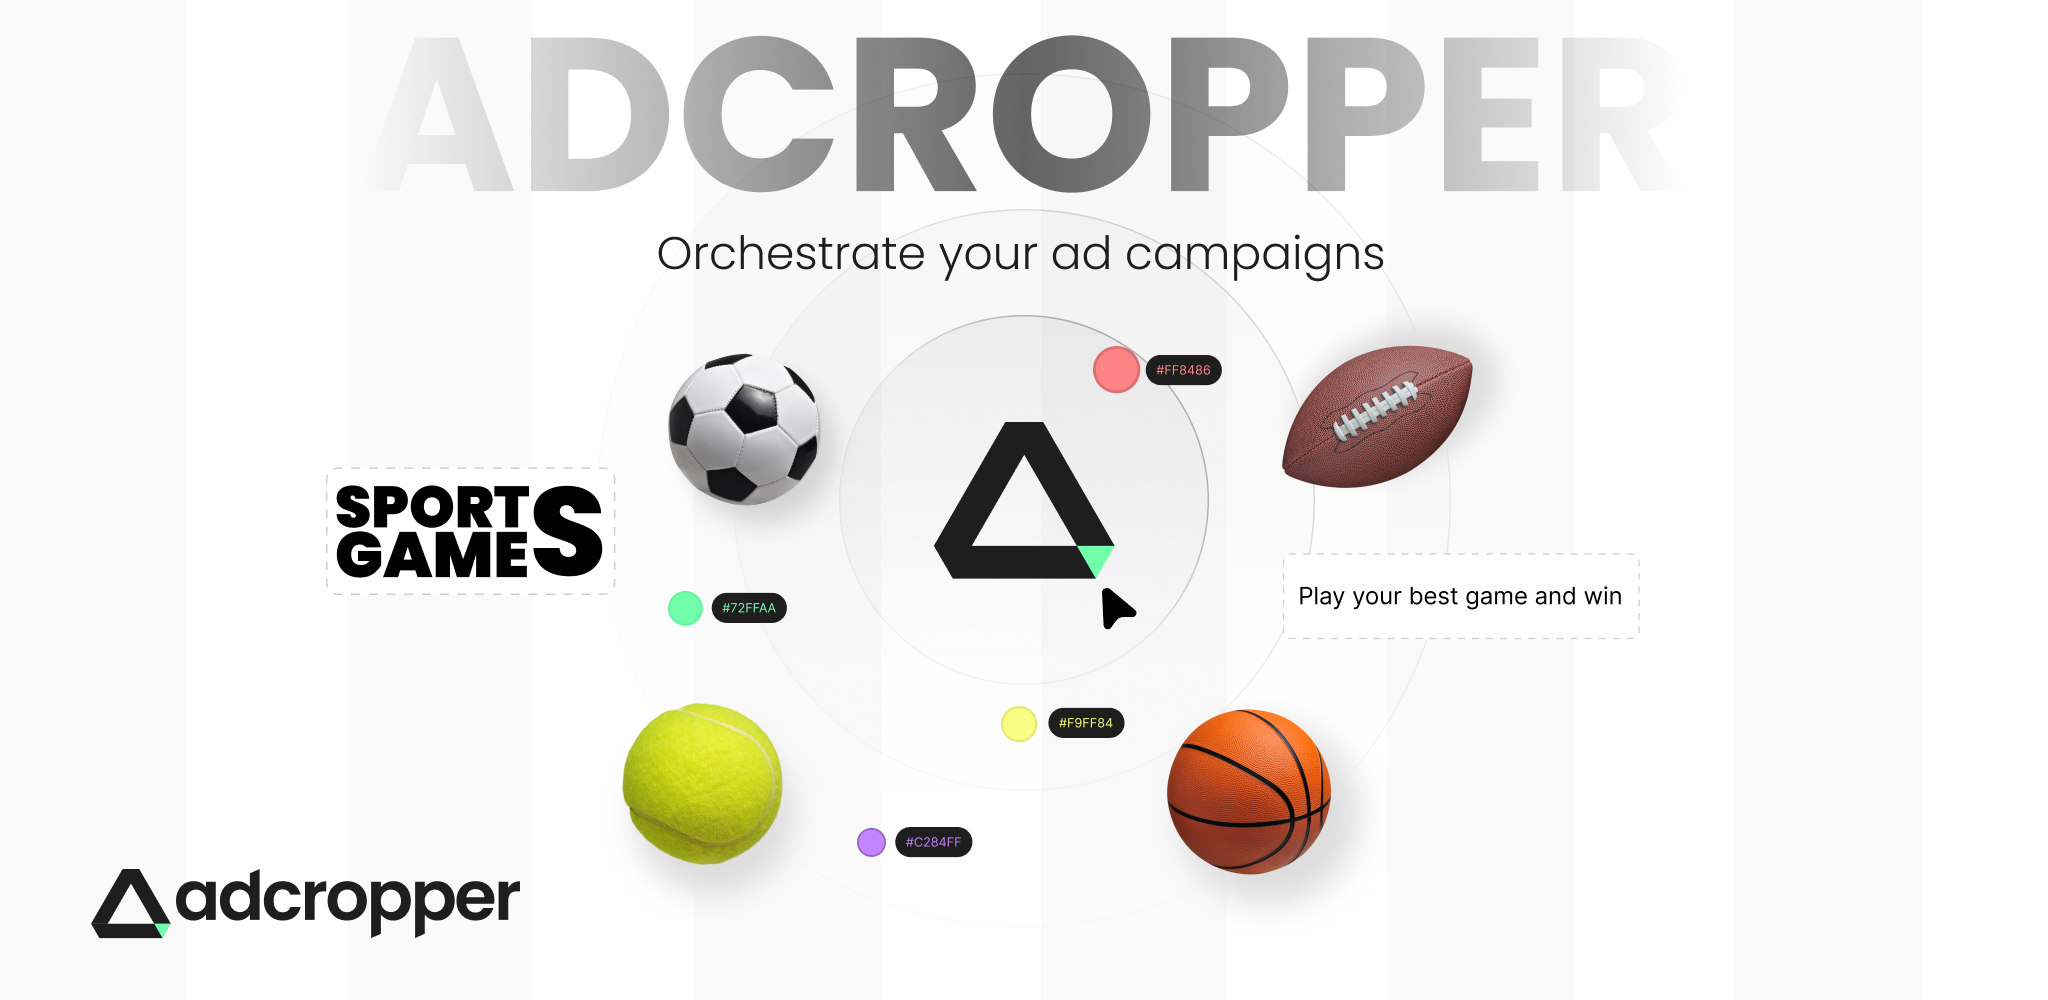 ADCROPPER
Orchestrate your ad campaigns
#FF8486
SPORTS
GAMES
#72FFAA
Play your best game and win
#F9FF84
#C284FF
adcropper